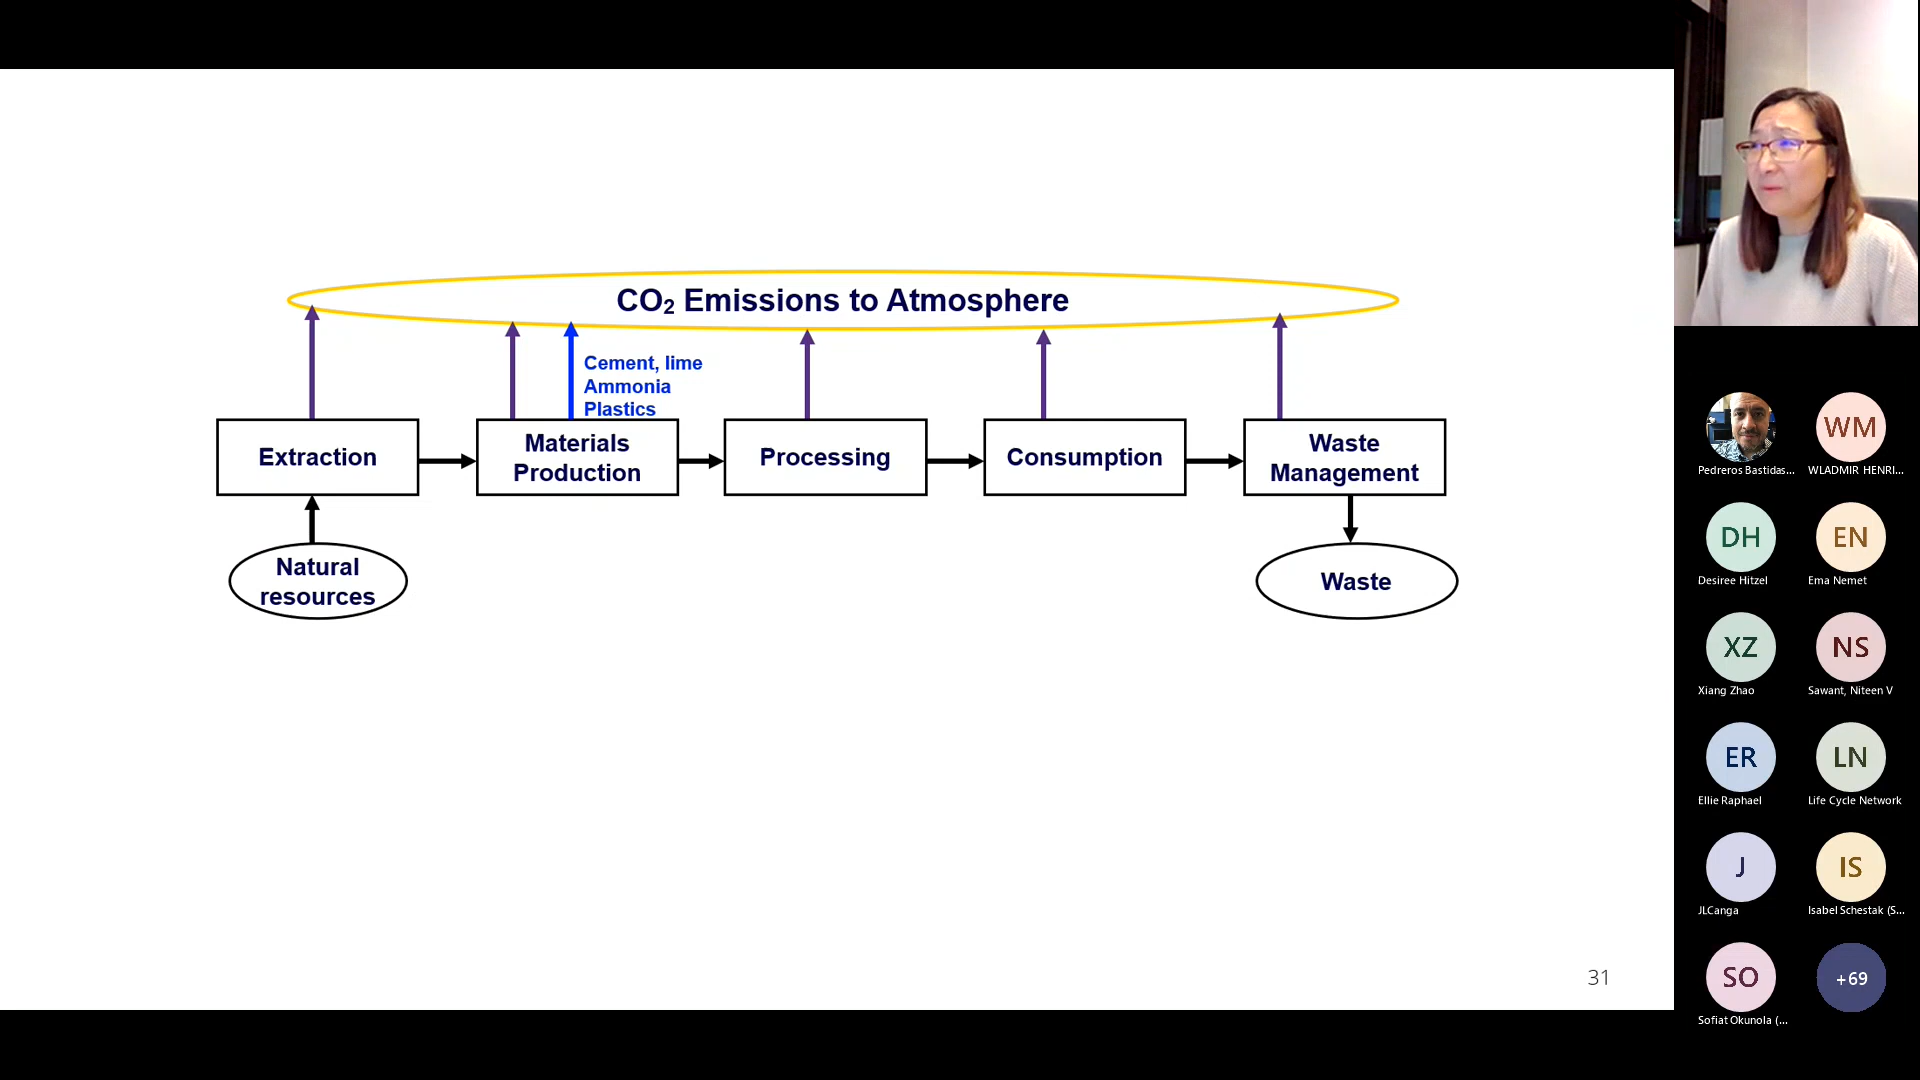 CO₂ Emissions to Atmosphere
Cement, lime
Ammonia
Plastics
Extraction
Materials
Production
Processing
Consumption
Waste
Management
Natural
resources
Waste
31
Pedreros Bastidas...
WM
WLADMIR HENRI...
DH
Desiree Hitzel
EN
Ema Nemet
XZ
Xiang Zhao
NS
Sawant, Niteen V
ER
Ellie Raphael
LN
Life Cycle Network
J
JLCanga
IS
Isabel Schestak (S...
SO
Sofiat Okunola (...
+69